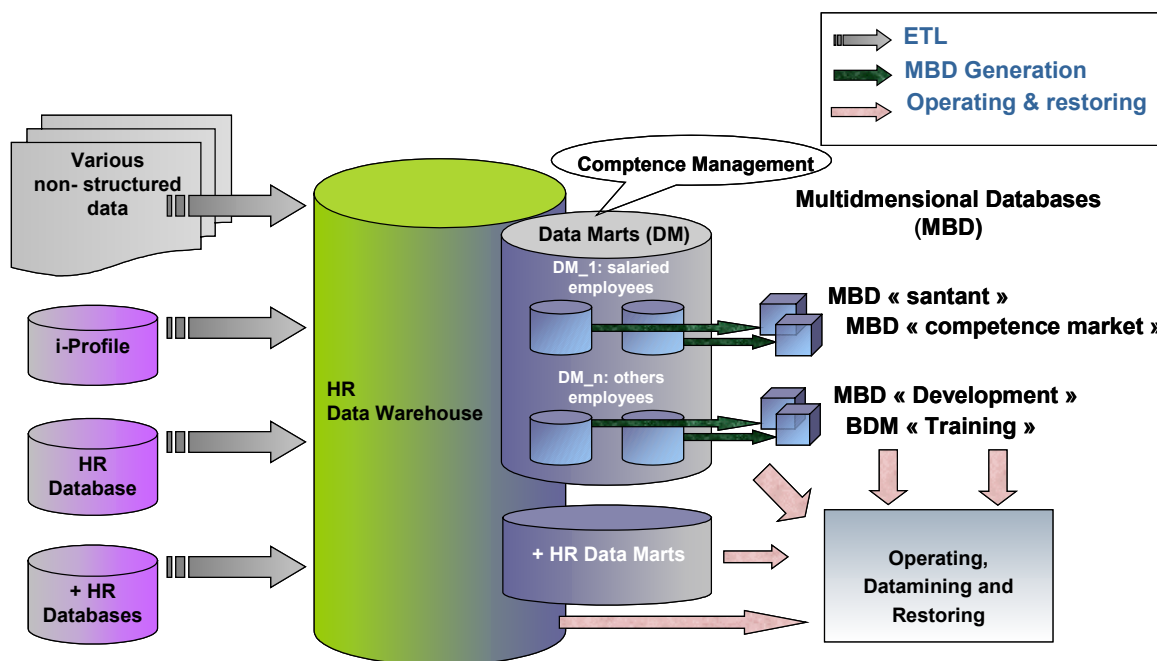 ETL
MBD Generation
Operating & restoring
Various
non- structured
data
Comptence Management
Multidmensional Databases
(MBD)
Data Marts (DM)
DM_1: salaried
employees
MBD « santant »
MBD « competence market »
i-Profile
HR
Data Warehouse
DM_n: others
employees
MBD « Development »
BDM « Training »
HR
Database
+ HR Data Marts
Operating,
Datamining and
Restoring
+ HR
Databases